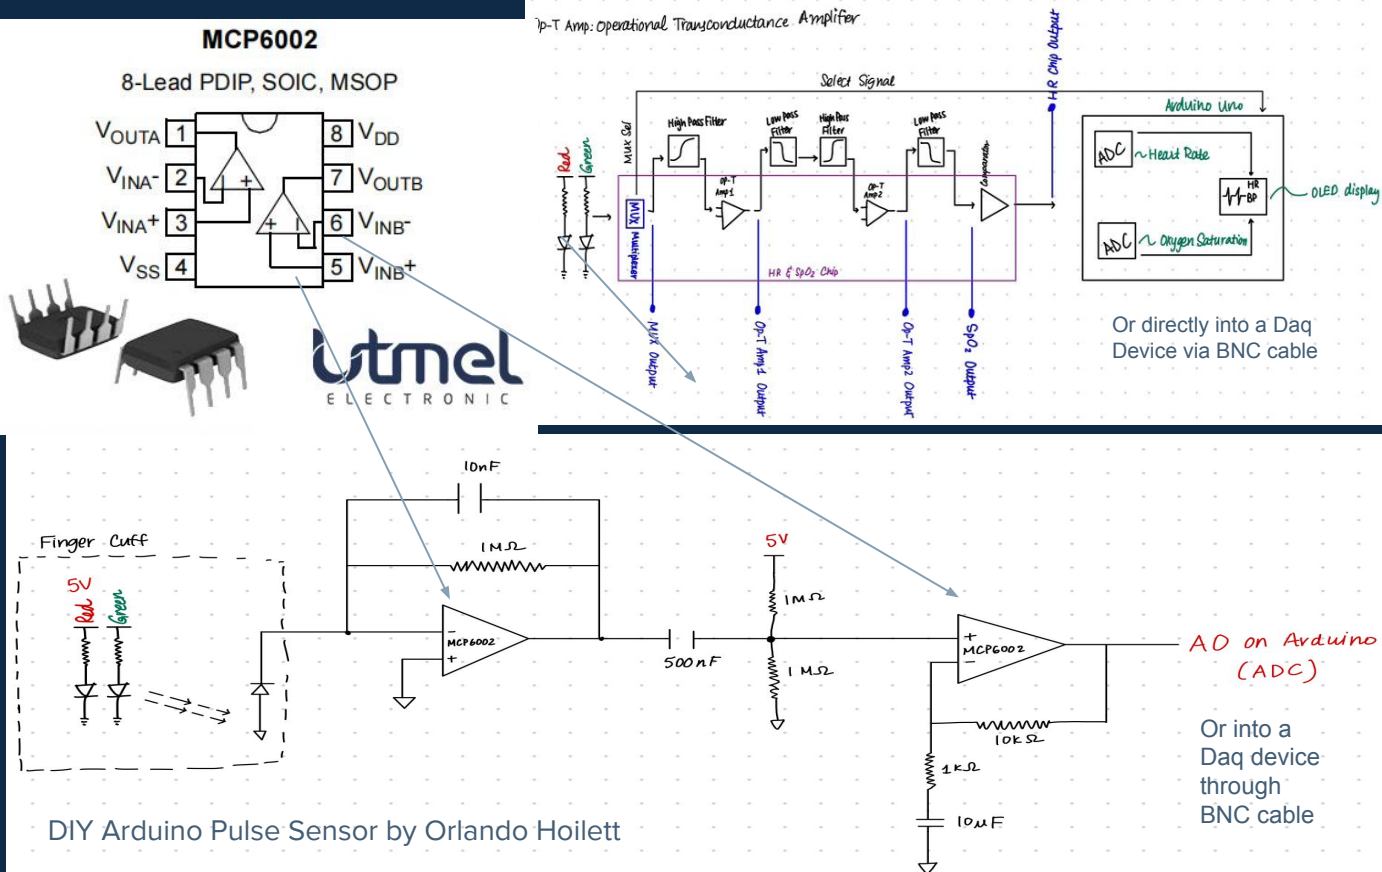 MCP6002
8-Lead PDIP, SOIC, MSOP
VOUTA 1
VINA- 2
VINA+ 3
VSS 4
8 VDD
7 VOUTB
6 VINB-
5 VINB+
utmel
ELECTRONIC
Op-T Amp: Operational Transconductance Amplifer
Select Signal
Mux Sel
Red
Green
High Pass Filter
Op-T
Amp1
Low Pass
Filter
High Pass
Filter
Op-T
Amp2
Low Pass
Filter
Comparator
MUX
Multiplexer
HR & SpO2 Chip
MUX Output
Op-T Amp1 Output
Op-T Amp2 Output
SpO2 Output
HR Chip Output
Arduino Uno
ADC
Heart Rate
ADC
Oxygen Saturation
HR
BP
OLED display
Or directly into a Daq
Device via BNC cable
Finger Cuff
5V
Red
Green
10nF
1MΩ
-
MCP6002
+
500nF
5V
1MΩ
1MΩ
+
MCP6002
-
10KΩ
1KΩ
10μF
A0 on Arduino
(ADC)
Or into a
Daq device
through
BNC cable
DIY Arduino Pulse Sensor by Orlando Hoilett